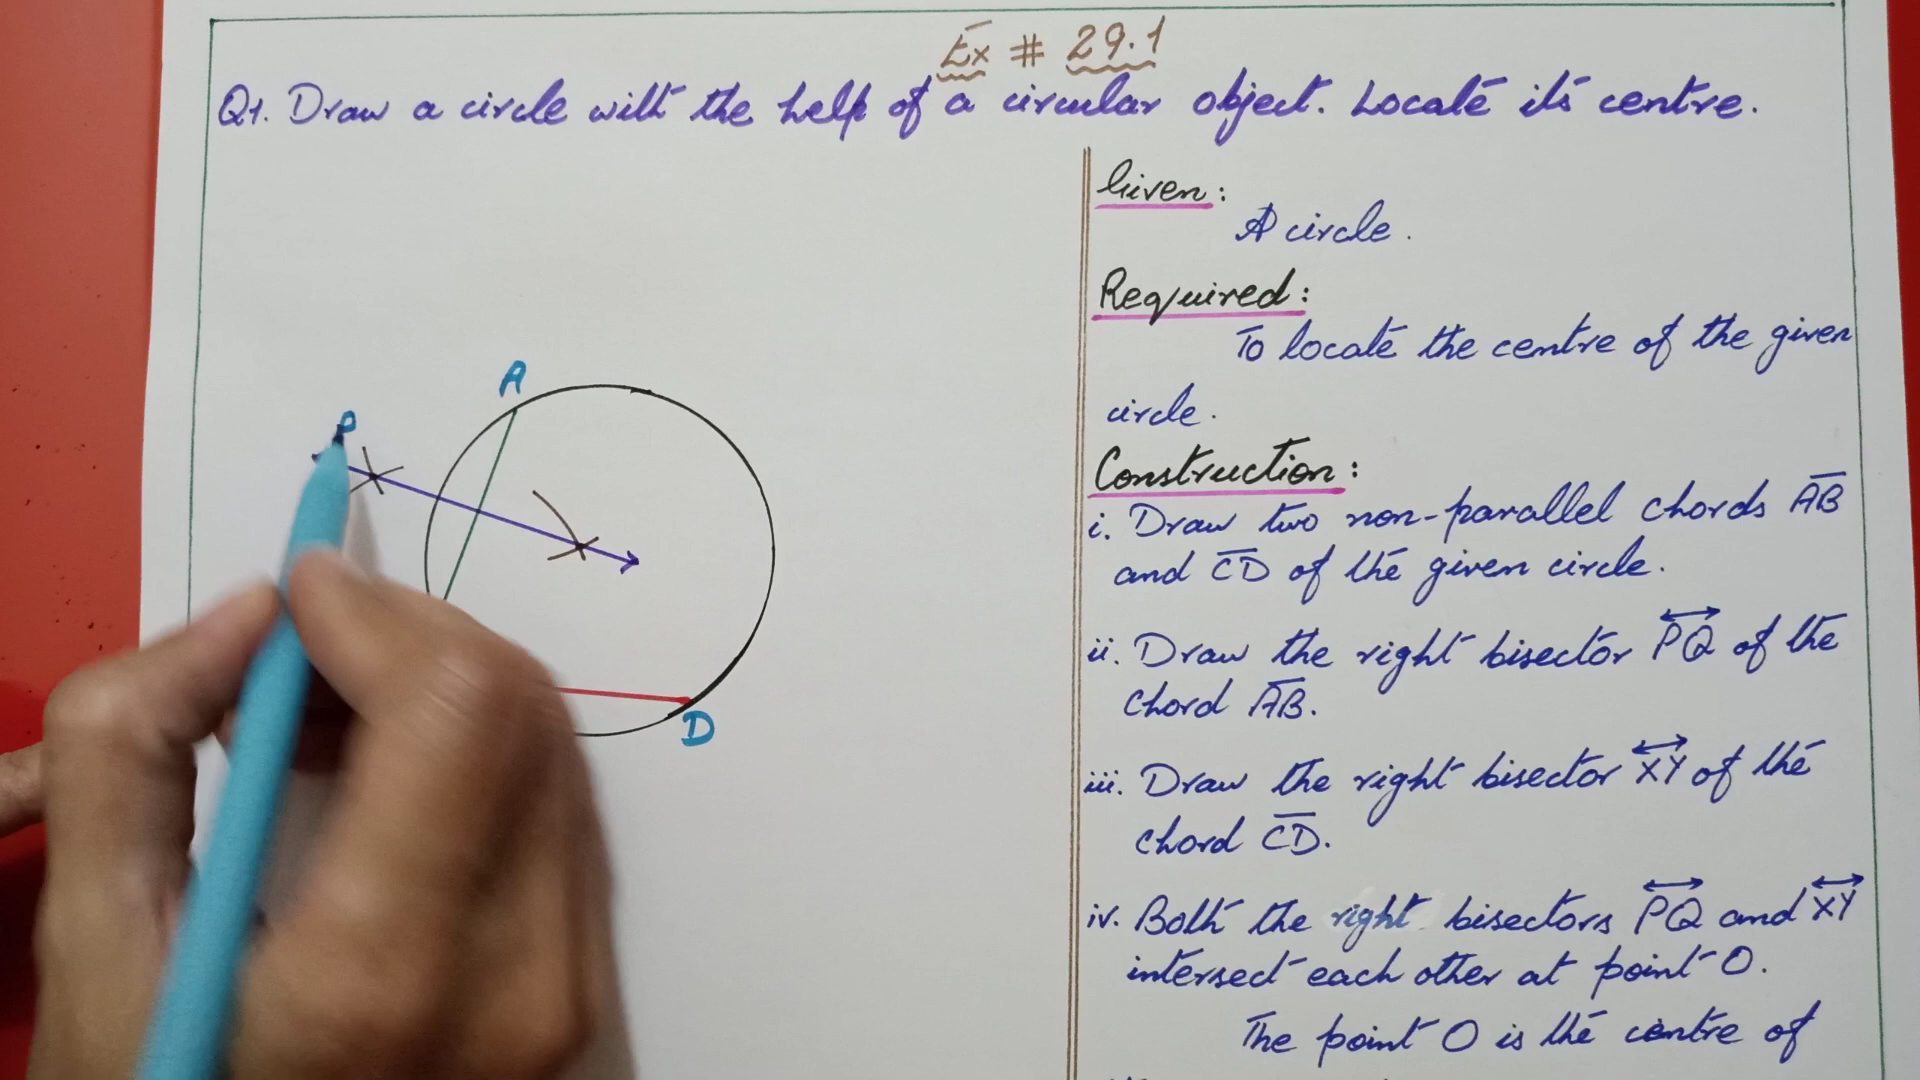 Ex # 29.1
Q1. Draw a circle with the help of a circular object. Locate its centre.
Given:
A circle.
Required:
To locate the centre of the given
circle.
Construction:
i. Draw two non-parallel chords AB
and CD of the given circle.
ii. Draw the right bisector PQ of the
chord AB.
iii. Draw the right bisector XY of the
chord CD.
iv. Both the right bisectors PQ and XY
intersect each other at point O.
The point O is the centre of
A
P
D